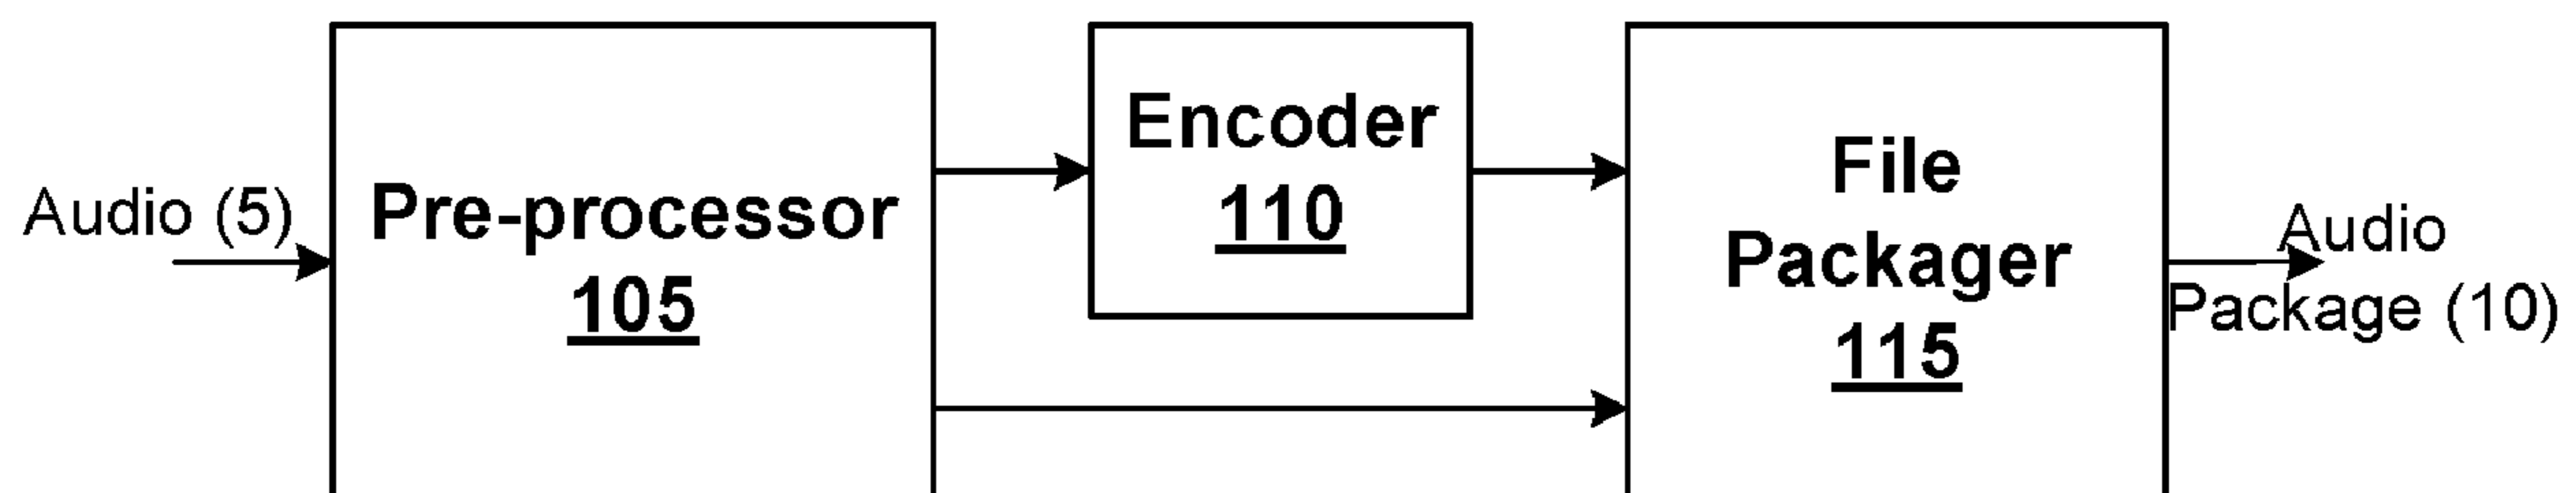 Audio (5)
Pre-processor
105
Encoder
110
File
Packager
115
Audio
Package (10)